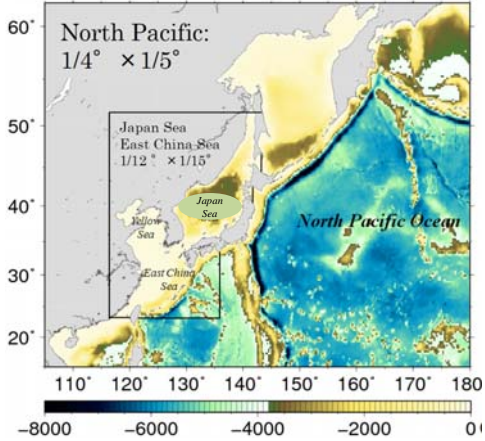 North Pacific:
1/4° ×1/5°
Japan Sea
East China Sea
1/12 ° ×1/15°
Japan
Sea
Yellow
Sea
North Pacific Ocean
East China
Sea
60°
50°
40°
30°
20°
110° 120° 130° 140° 150° 160° 170° 180
-8000 -6000 -4000 -2000 0